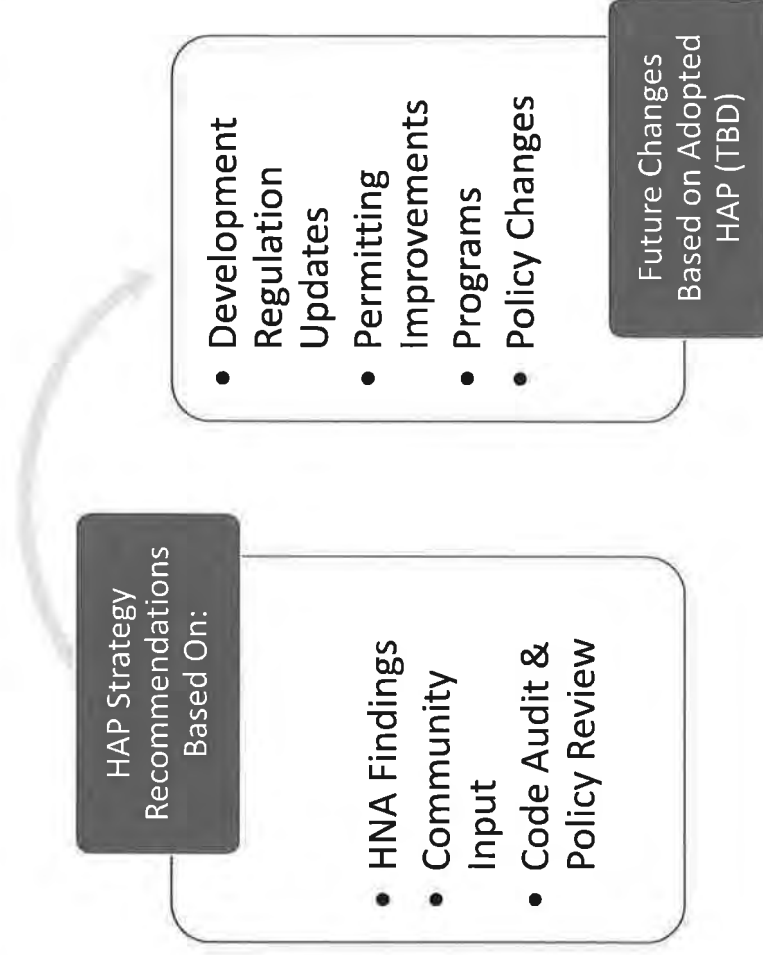 HAP Strategy
Recommendations
Based On:
• HNA Findings
• Community
Input
• Code Audit &
Policy Review
• Development
Regulation
Updates
• Permitting
Improvements
• Programs
• Policy Changes
Future Changes
Based on Adopted
HAP (TBD)